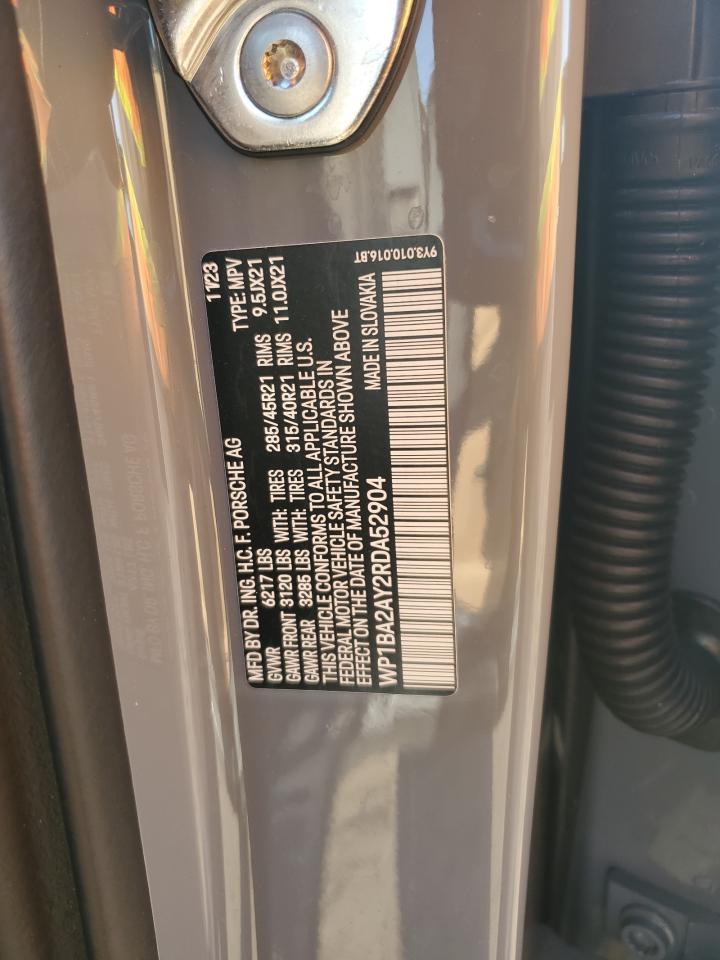 MFD BY DR. ING. H.C. F. PORSCHE AG 11/23
GVWR 6217 LBS TYPE: MPV
GAWR FRONT 3120 LBS WITH: TIRES 285/45R21 RIMS 9.5JX21
GAWR REAR 3285 LBS WITH: TIRES 315/40R21 RIMS 11.0JX21
THIS VEHICLE CONFORMS TO ALL APPLICABLE U.S.
FEDERAL MOTOR VEHICLE SAFETY STANDARDS IN
EFFECT ON THE DATE OF MANUFACTURE SHOWN ABOVE
WP1BA2AY2RDA52904 MADE IN SLOVAKIA
9Y3.010.016.BT